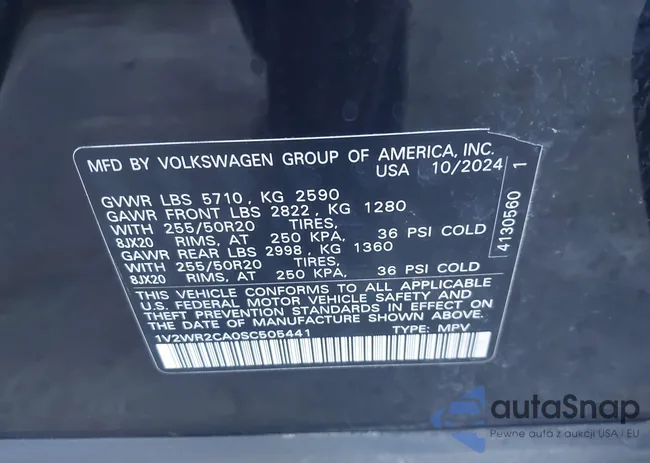 MFD BY VOLKSWAGEN GROUP OF AMERICA, INC.
USA 10/2024
GVWR LBS 5710, KG 2590
GAWR FRONT LBS 2822, KG 1280
WITH 255/50R20 TIRES,
8JX20 RIMS, AT 250 KPA, 36 PSI COLD
GAWR REAR LBS 2998, KG 1360
WITH 255/50R20 TIRES,
8JX20 RIMS, AT 250 KPA, 36 PSI COLD
THIS VEHICLE CONFORMS TO ALL APPLICABLE
U.S. FEDERAL MOTOR VEHICLE SAFETY AND
THEFT PREVENTION STANDARDS IN EFFECT ON
THE DATE OF MANUFACTURE SHOWN ABOVE.
1V2WR2CA0SC505441 TYPE: MPV
4130560 1
autaSnap
Pewne auta z aukcji USA i EU